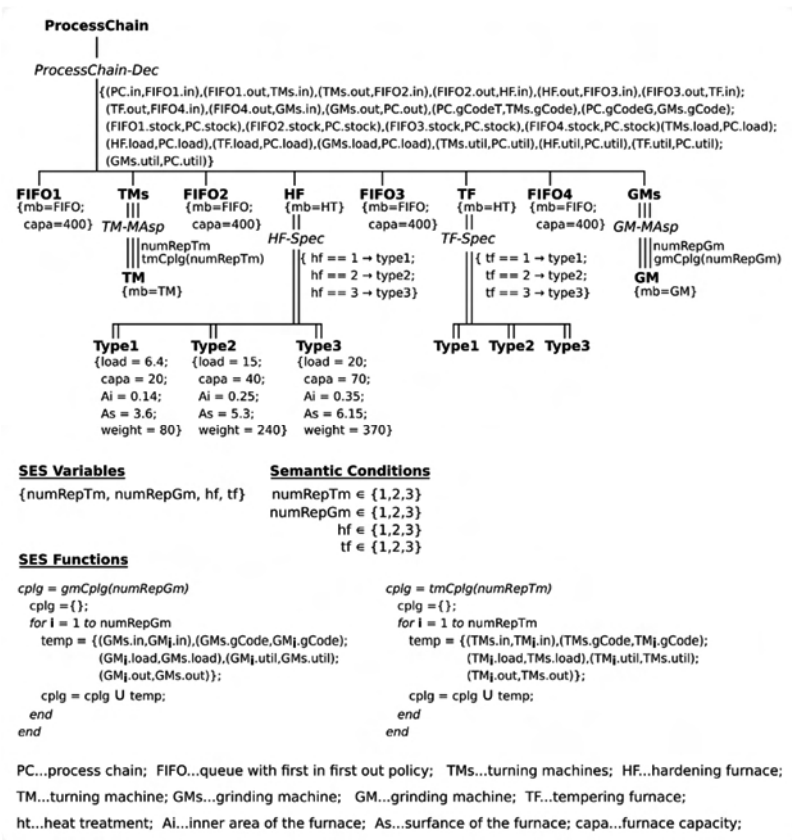 ProcessChain
ProcessChain-Dec
{(PC.in,FIFO1.in),(FIFO1.out,TMs.in),(TMs.out,FIFO2.in),(FIFO2.out,HF.in),(HF.out,FIFO3.in),(FIFO3.out,TF.in);
(TF.out,FIFO4.in),(FIFO4.out,GMs.in),(GMs.out,PC.out),(PC.gCodeT,TMs.gCode),(PC.gCodeG,GMs.gCode);
(FIFO1.stock,PC.stock),(FIFO2.stock,PC.stock),(FIFO3.stock,PC.stock),(FIFO4.stock,PC.stock)(TMs.load,PC.load);
(HF.load,PC.load),(TF.load,PC.load),(GMs.load,PC.load),(TMs.util,PC.util),(HF.util,PC.util),(TF.util,PC.util);
(GMs.util,PC.util)}
FIFO1 TMs FIFO2 HF FIFO3 TF FIFO4 GMs
{mb=FIFO; {mb=FIFO; {mb=HT} {mb=FIFO; {mb=HT} {mb=FIFO;
capa=400} TM-MAsp capa=400} HF-Spec capa=400} TF-Spec capa=400} GM-MAsp
numRepTm { hf == 1 → type1; { tf == 1 → type1; numRepGm
tmCplg(numRepTm) hf == 2 → type2; tf == 2 → type2; gmCplg(numRepGm)
TM hf == 3 → type3} tf == 3 → type3} GM
{mb=TM} {mb=GM}
Type1 Type2 Type3 Type1 Type2 Type3
{load = 6.4; {load = 15; {load = 20;
capa = 20; capa = 40; capa = 70;
Ai = 0.14; Ai = 0.25; Ai = 0.35;
As = 3.6; As = 5.3; As = 6.15;
weight = 80} weight = 240} weight = 370}
SES Variables Semantic Conditions
{numRepTm, numRepGm, hf, tf} numRepTm ∈ {1,2,3}
numRepGm ∈ {1,2,3}
hf ∈ {1,2,3}
tf ∈ {1,2,3}
SES Functions
cplg = gmCplg(numRepGm) cplg = tmCplg(numRepTm)
cplg ={}; cplg ={};
for i = 1 to numRepGm for i = 1 to numRepTm
temp = {(GMs.in,GMi.in),(GMs.gCode,GMi.gCode); temp = {(TMs.in,TMi.in),(TMs.gCode,TMi.gCode);
(GMi.load,GMs.load),(GMi.util,GMs.util); (TMi.load,TMs.load),(TMi.util,TMs.util);
(GMi.out,GMs.out)}; (TMi.out,TMs.out)};
cplg = cplg U temp; cplg = cplg U temp;
end end
end end
PC...process chain; FIFO...queue with first in first out policy; TMs...turning machines; HF...hardening furnace;
TM...turning machine; GMs...grinding machine; GM...grinding machine; TF...tempering furnace;
ht...heat treatment; Ai...inner area of the furnace; As...surfance of the furnace; capa...furnace capacity;